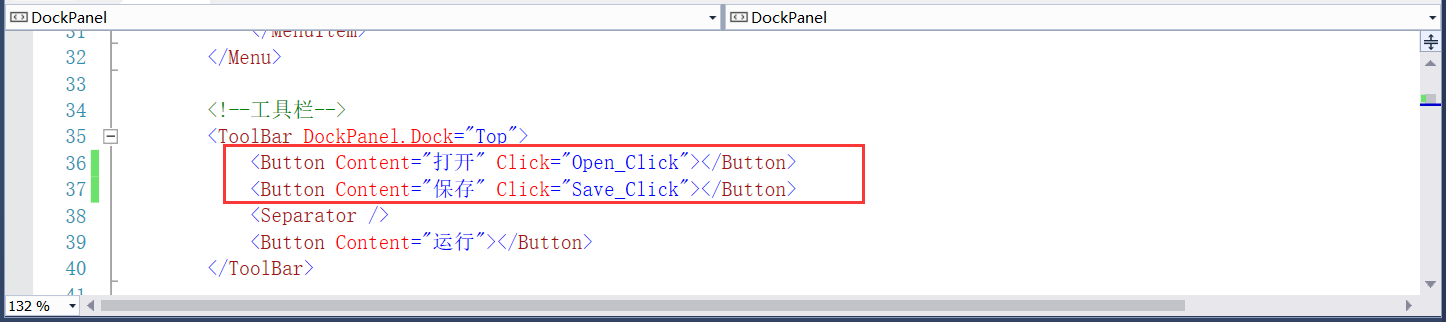 DockPanel DockPanel
31 </MenuItem>
32 </Menu>
33
34 <!--工具栏-->
35 <ToolBar DockPanel.Dock="Top">
36 <Button Content="打开" Click="Open_Click"></Button>
37 <Button Content="保存" Click="Save_Click"></Button>
38 <Separator />
39 <Button Content="运行"></Button>
40 </ToolBar>
41
132 %